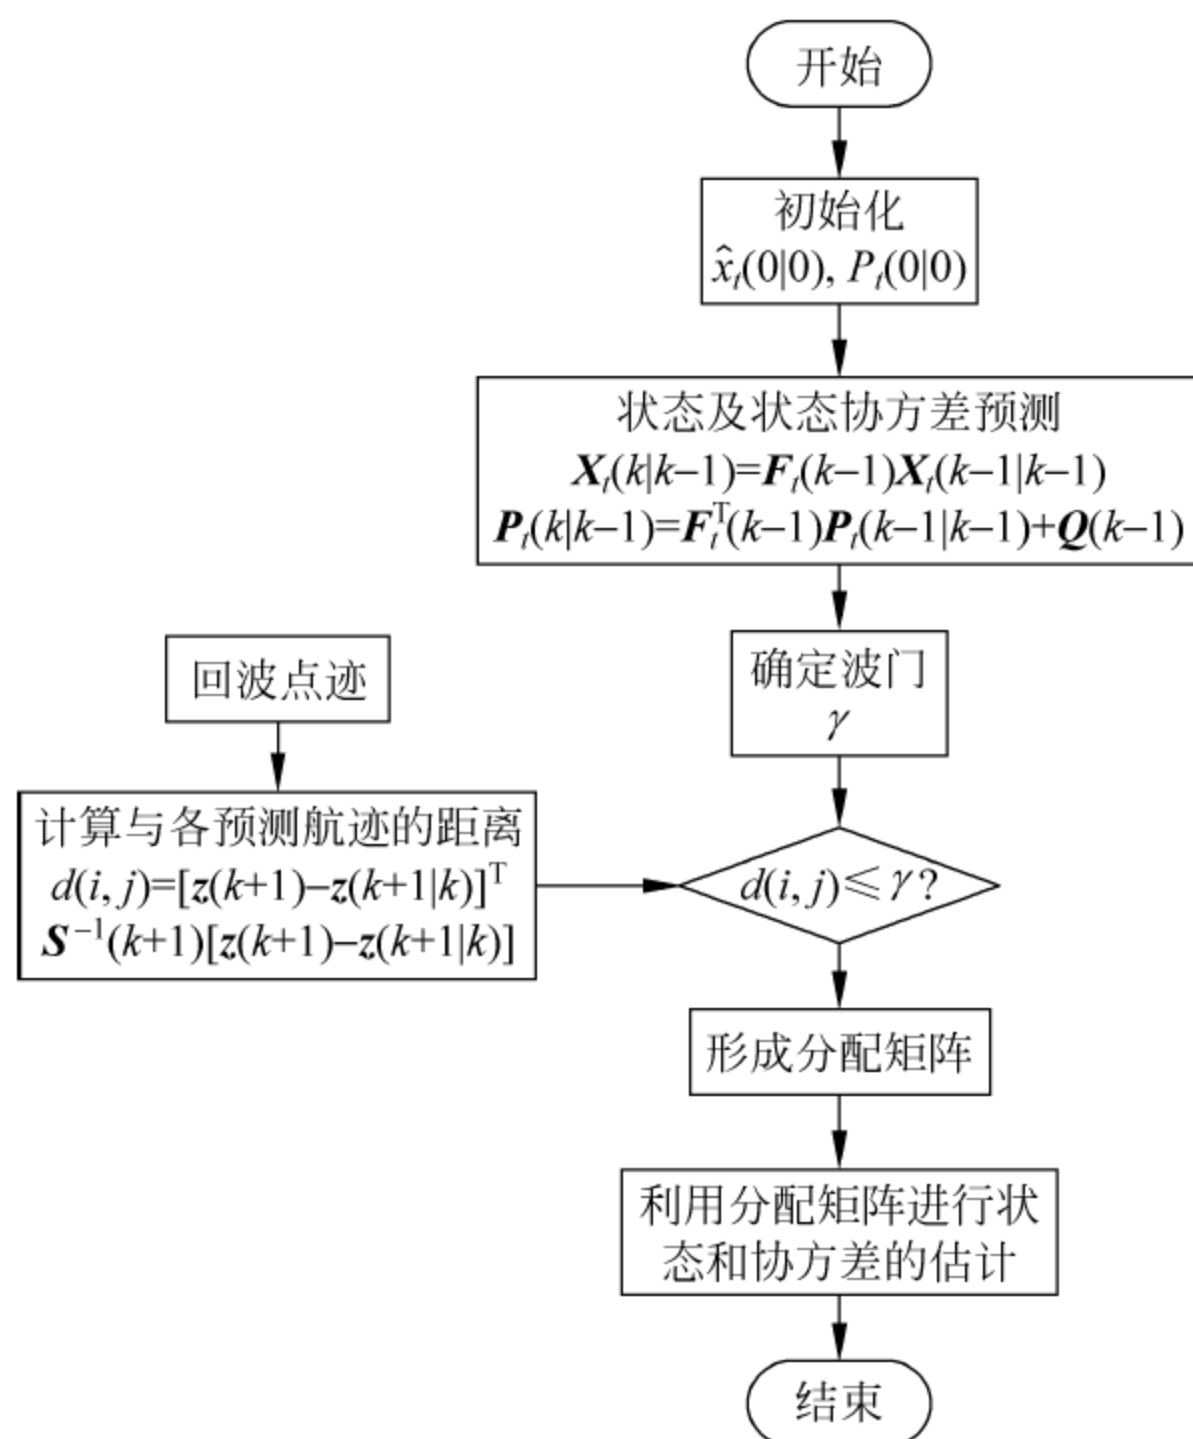 开始
初始化
x̂ₜ(0|0), Pₜ(0|0)
状态及状态协方差预测
Xₜ(k|k−1)=Fₜ(k−1)Xₜ(k−1|k−1)
Pₜ(k|k−1)=Fₜᵀ(k−1)Pₜ(k−1|k−1)+Q(k−1)
确定波门
γ
回波点迹
计算与各预测航迹的距离
d(i, j)=[z(k+1)−z(k+1|k)]ᵀ
S⁻¹(k+1)[z(k+1)−z(k+1|k)]
d(i, j)≤γ?
形成分配矩阵
利用分配矩阵进行状
态和协方差的估计
结束